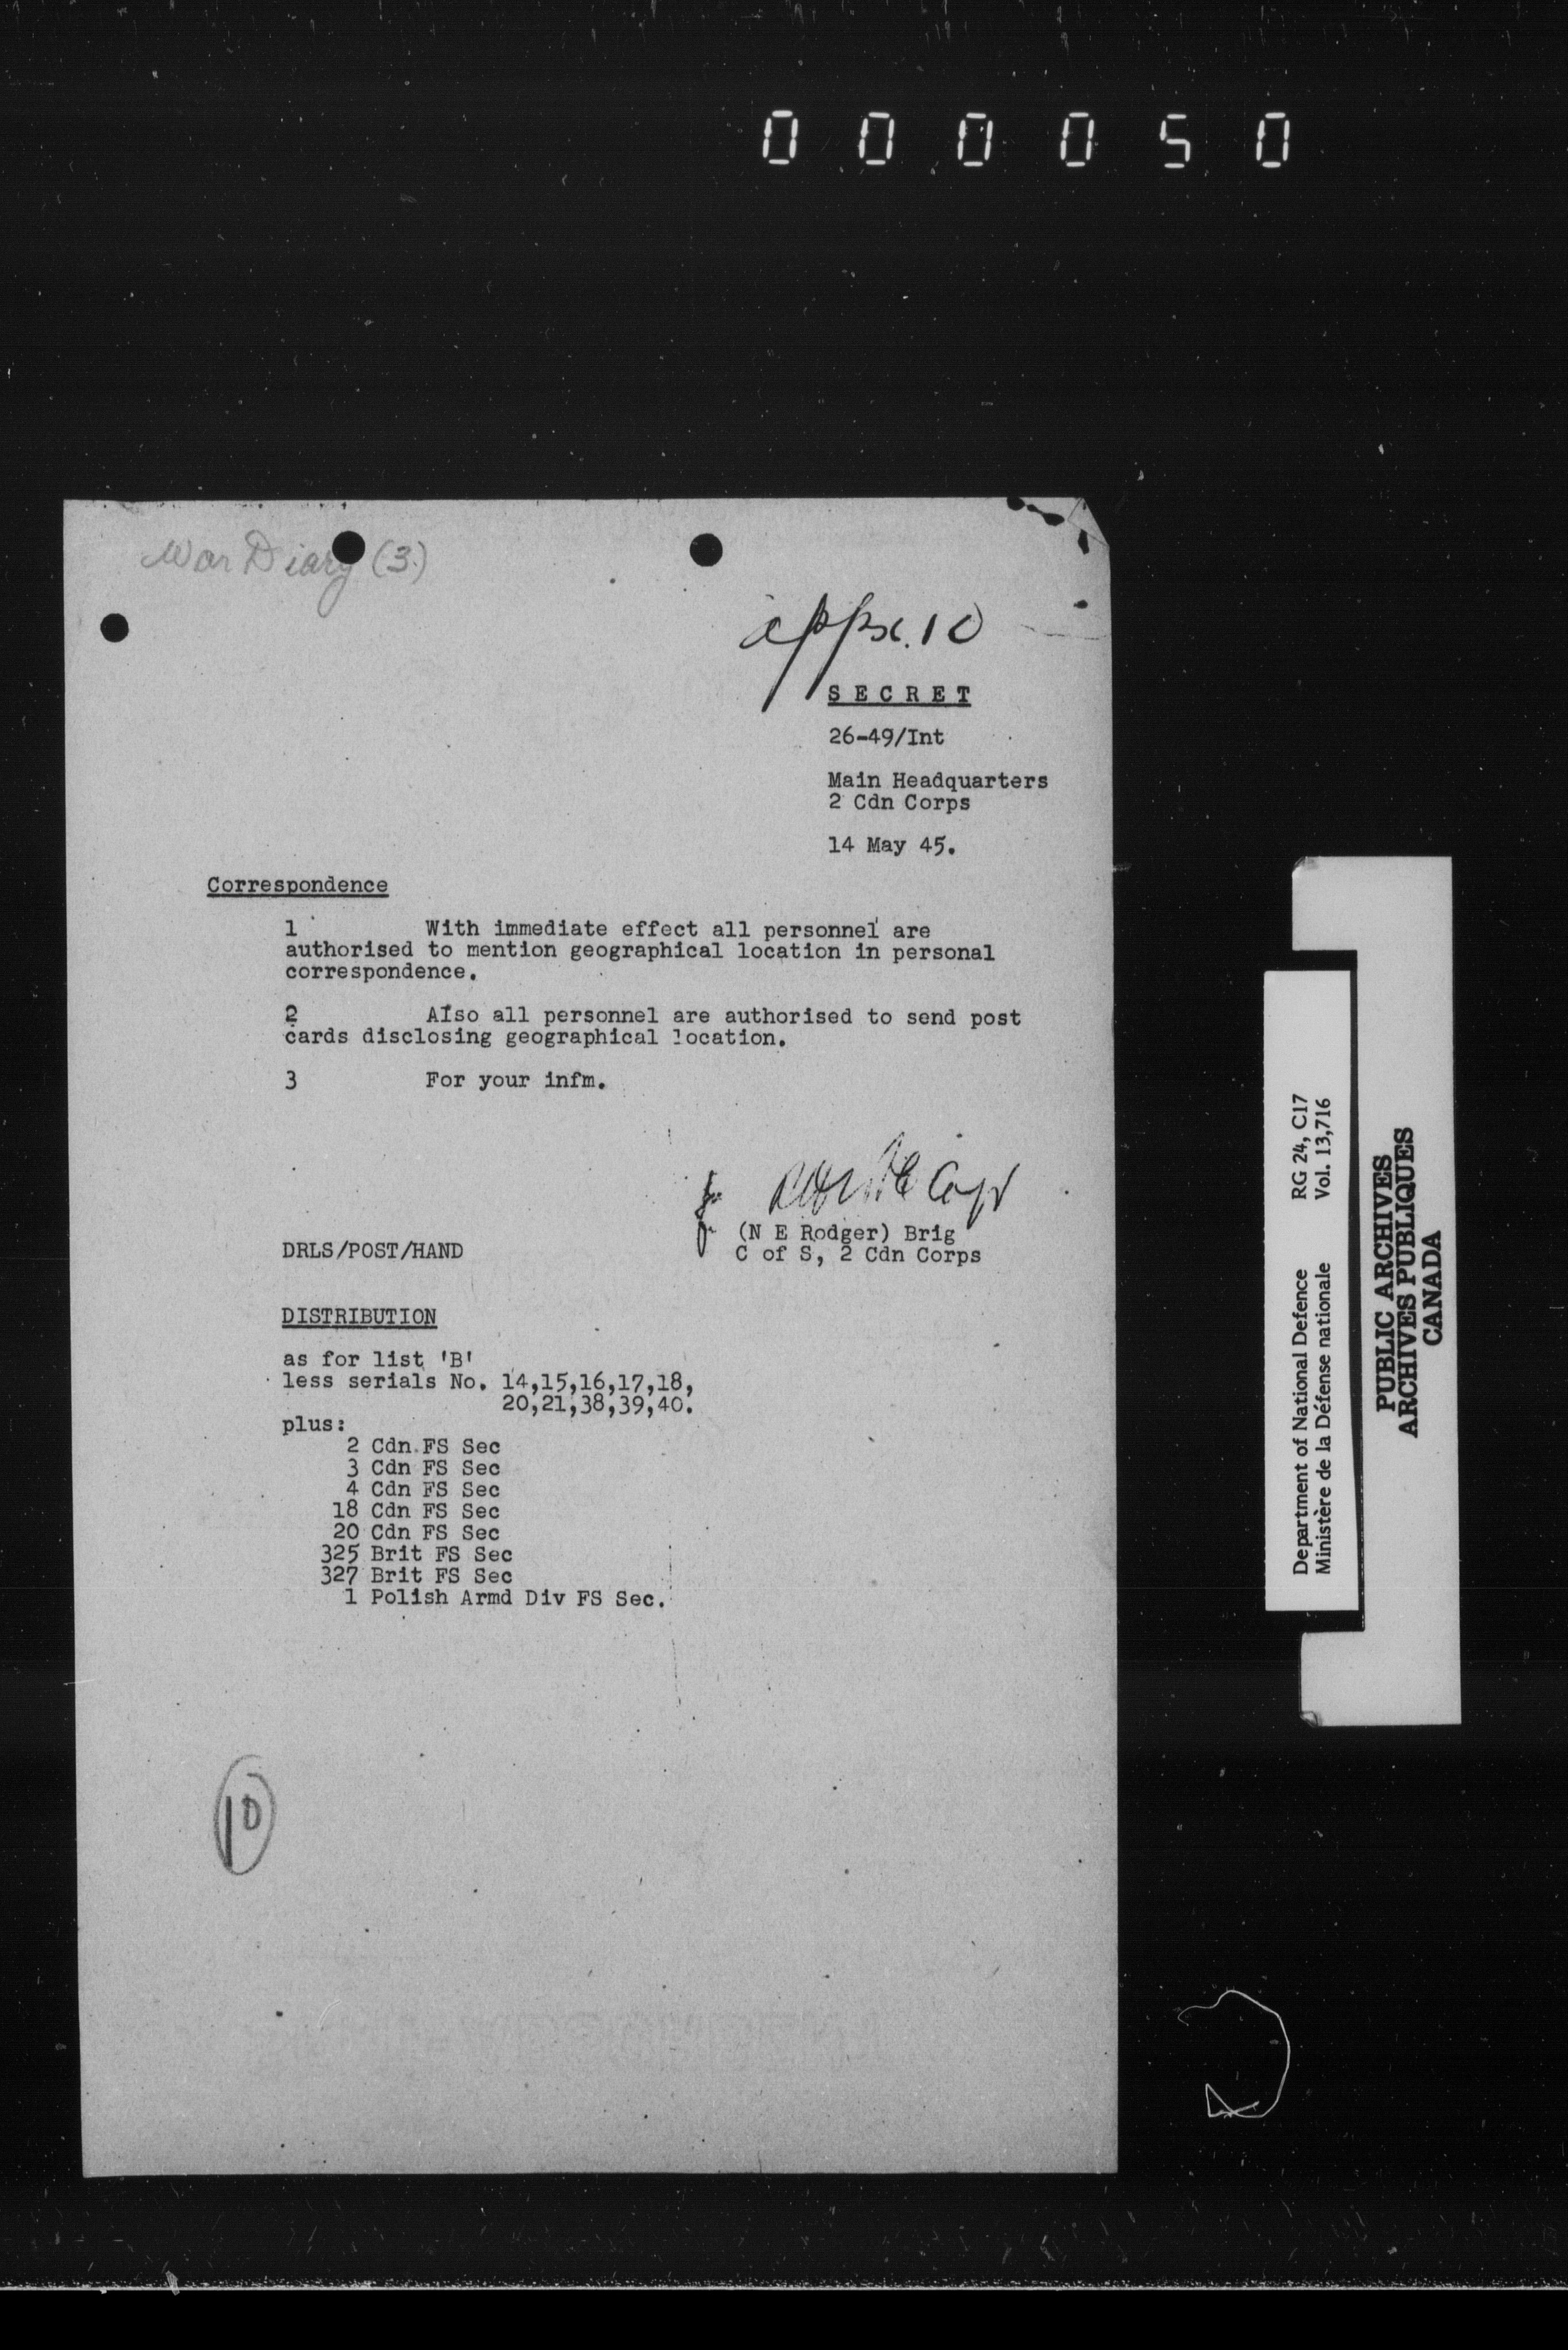 000050
War Diary (3)
appx. 10
SECRET
26-49/Int
Main Headquarters
2 Cdn Corps
14 May 45.
Correspondence
1 With immediate effect all personnel are
authorised to mention geographical location in personal
correspondence.
2 Also all personnel are authorised to send post
cards disclosing geographical location.
3 For your infm.
Capt
(N E Rodger) Brig
C of S, 2 Cdn Corps
DRLS/POST/HAND
DISTRIBUTION
as for list 'B'
less serials No. 14,15,16,17,18,
20,21,38,39,40.
plus:
2 Cdn FS Sec
3 Cdn FS Sec
4 Cdn FS Sec
18 Cdn FS Sec
20 Cdn FS Sec
325 Brit FS Sec
327 Brit FS Sec
1 Polish Armd Div FS Sec.
10
Department of National Defence RG 24, C17
Ministère de la Défense nationale Vol. 13,716
PUBLIC ARCHIVES
ARCHIVES PUBLIQUES
CANADA